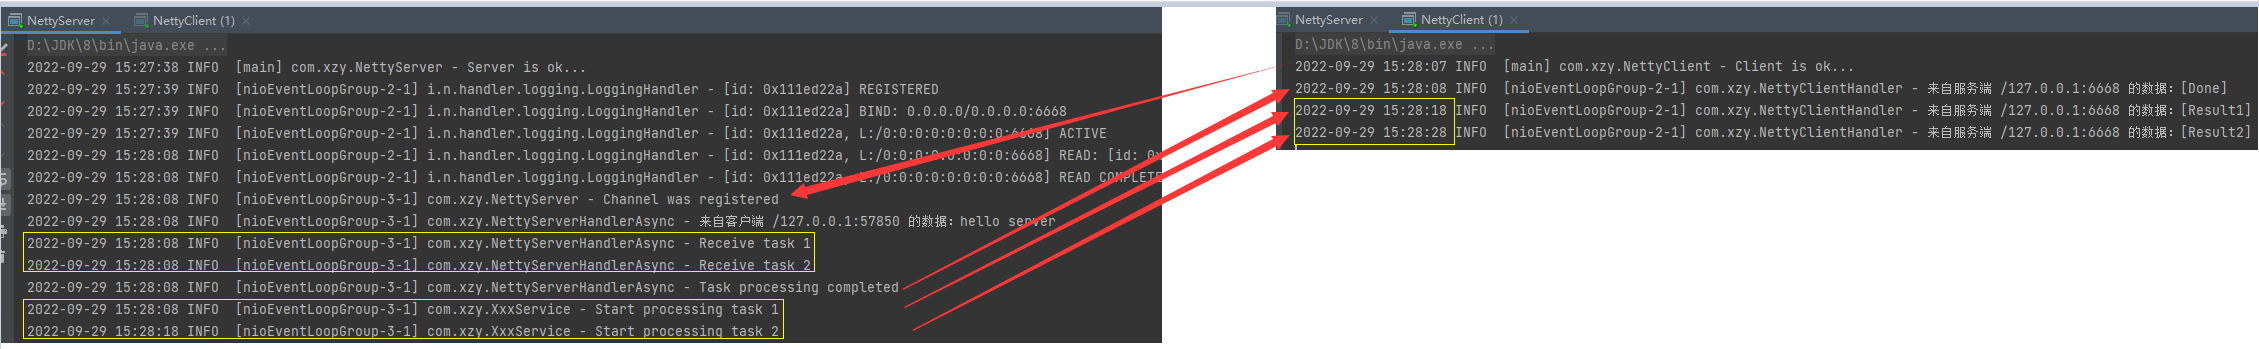 NettyServer
NettyClient (1)
D:\JDK\8\bin\java.exe ...
2022-09-29 15:27:38 INFO  [main] com.xzy.NettyServer - Server is ok...
2022-09-29 15:27:39 INFO  [nioEventLoopGroup-2-1] i.n.handler.logging.LoggingHandler - [id: 0x111ed22a] REGISTERED
2022-09-29 15:27:39 INFO  [nioEventLoopGroup-2-1] i.n.handler.logging.LoggingHandler - [id: 0x111ed22a] BIND: 0.0.0.0/0.0.0.0:6668
2022-09-29 15:27:39 INFO  [nioEventLoopGroup-2-1] i.n.handler.logging.LoggingHandler - [id: 0x111ed22a, L:/0:0:0:0:0:0:0:0:6668] ACTIVE
2022-09-29 15:28:08 INFO  [nioEventLoopGroup-2-1] i.n.handler.logging.LoggingHandler - [id: 0x111ed22a, L:/0:0:0:0:0:0:0:0:6668] READ: [id: 0x
2022-09-29 15:28:08 INFO  [nioEventLoopGroup-2-1] i.n.handler.logging.LoggingHandler - [id: 0x111ed22a, L:/0:0:0:0:0:0:0:0:6668] READ COMPLETE
2022-09-29 15:28:08 INFO  [nioEventLoopGroup-3-1] com.xzy.NettyServer - Channel was registered
2022-09-29 15:28:08 INFO  [nioEventLoopGroup-3-1] com.xzy.NettyServerHandlerAsync - 来自客户端 /127.0.0.1:57850 的数据：hello server
2022-09-29 15:28:08 INFO  [nioEventLoopGroup-3-1] com.xzy.NettyServerHandlerAsync - Receive task 1
2022-09-29 15:28:08 INFO  [nioEventLoopGroup-3-1] com.xzy.NettyServerHandlerAsync - Receive task 2
2022-09-29 15:28:08 INFO  [nioEventLoopGroup-3-1] com.xzy.NettyServerHandlerAsync - Task processing completed
2022-09-29 15:28:08 INFO  [nioEventLoopGroup-3-1] com.xzy.XxxService - Start processing task 1
2022-09-29 15:28:18 INFO  [nioEventLoopGroup-3-1] com.xzy.XxxService - Start processing task 2
NettyServer
NettyClient (1)
D:\JDK\8\bin\java.exe ...
2022-09-29 15:28:07 INFO  [main] com.xzy.NettyClient - Client is ok...
2022-09-29 15:28:08 INFO  [nioEventLoopGroup-2-1] com.xzy.NettyClientHandler - 来自服务端 /127.0.0.1:6668 的数据：[Done]
2022-09-29 15:28:18 INFO  [nioEventLoopGroup-2-1] com.xzy.NettyClientHandler - 来自服务端 /127.0.0.1:6668 的数据：[Result1]
2022-09-29 15:28:28 INFO  [nioEventLoopGroup-2-1] com.xzy.NettyClientHandler - 来自服务端 /127.0.0.1:6668 的数据：[Result2]